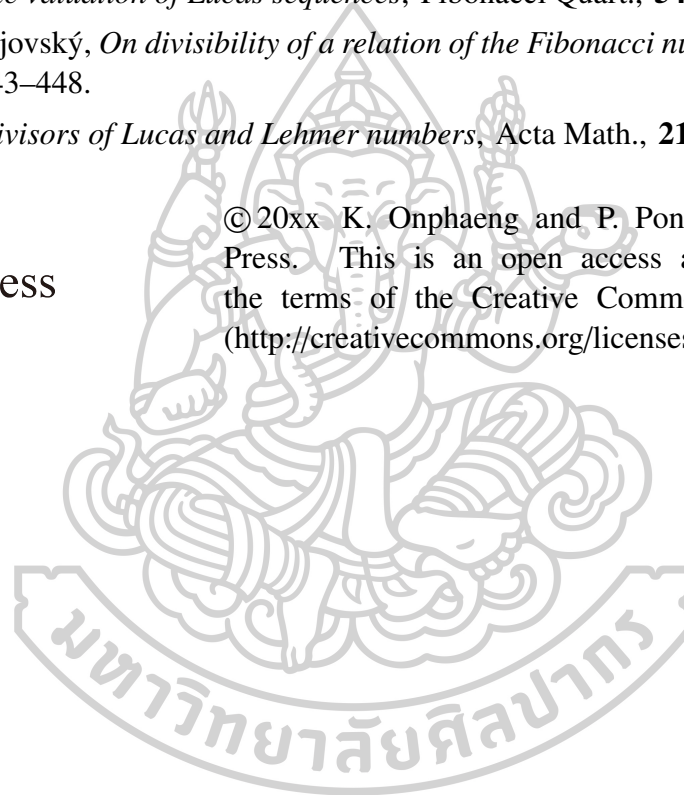 valuation of Lucas sequences, Fibonacci Quart.,
jovský, On divisibility of a relation of the Fibonacci
3–448.
ivisors of Lucas and Lehmer numbers, Acta Math., 21
©20xx K. Onphaeng and P. Pon
ess
Press. This is an open access a
the terms of the Creative Comm
(http://creativecommons.org/licenses
มหาวิทยาลัยศิลปากร